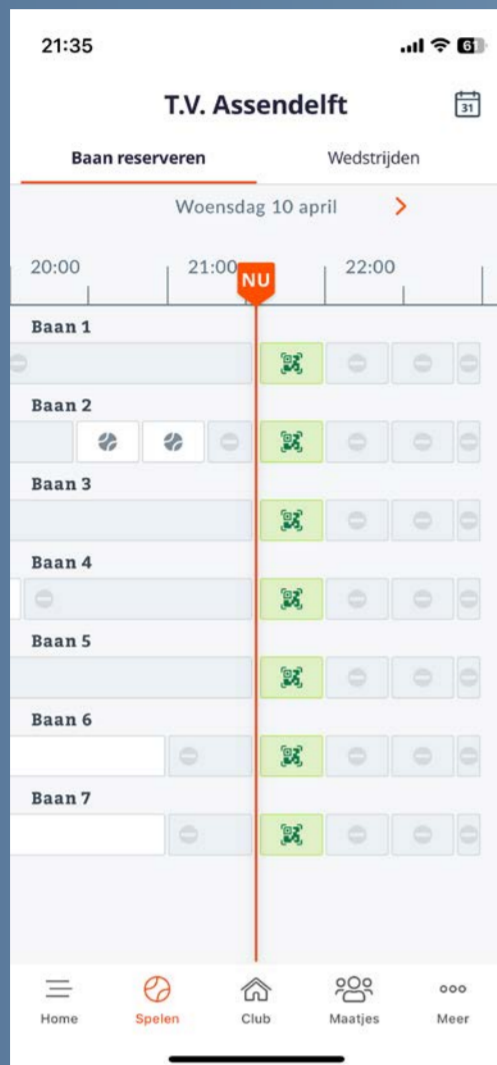 21:35
61
T.V. Assendelft
31
Baan reserveren
Wedstrijden
Woensdag 10 april
20:00
21:00
NU
22:00
Baan 1
Baan 2
Baan 3
Baan 4
Baan 5
Baan 6
Baan 7
Home
Spelen
Club
Maatjes
Meer